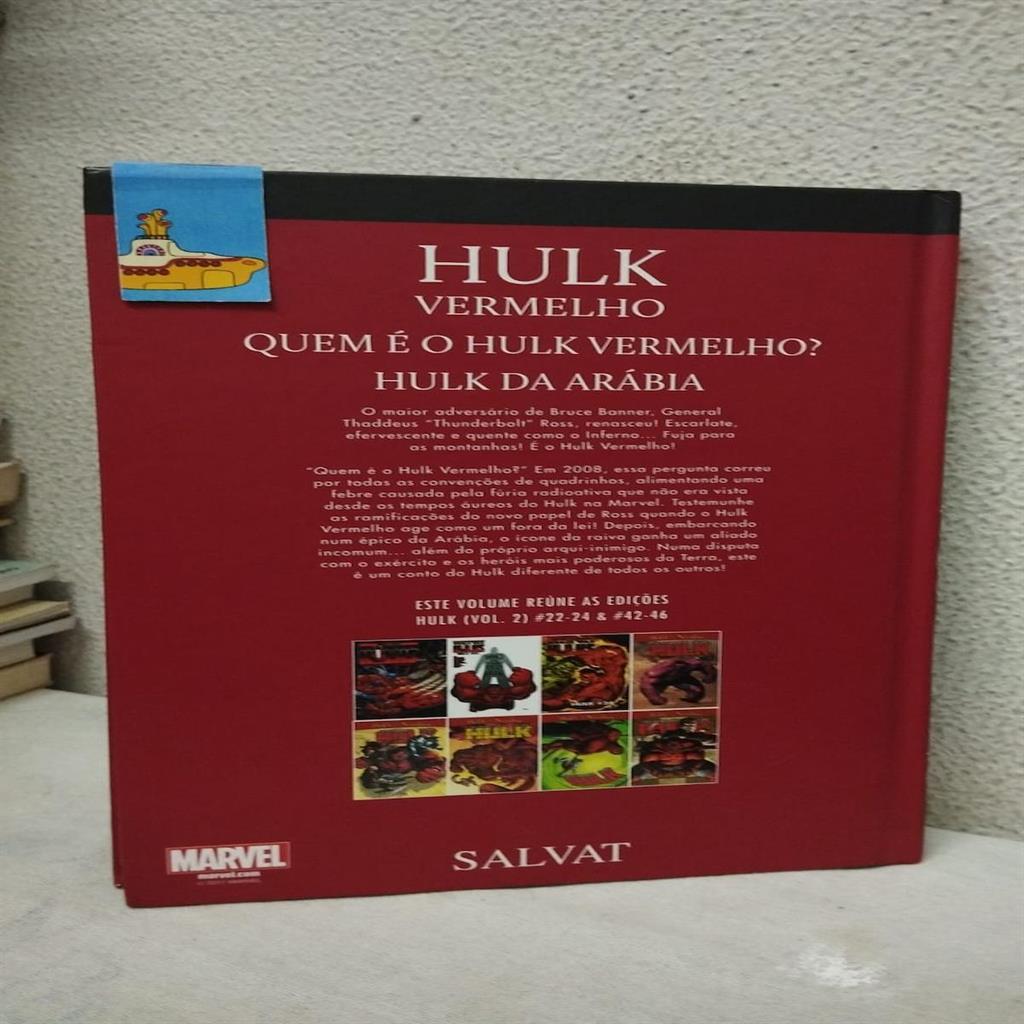 HULK
VERMELHO
QUEM É O HULK VERMELHO?
HULK DA ARÁBIA
O maior adversário de Bruce Banner, General
Thaddeus "Thunderbolt" Ross, renasceu! Escarlate,
efervescente e quente como o Inferno... Fuja para
as montanhas! É o Hulk Vermelho!
"Quem é o Hulk Vermelho?" Em 2008, essa pergunta correu
por todas as convenções de quadrinhos, alimentando uma
febre causada pela fúria radioativa que não era vista
desde os tempos áureos do Hulk na Marvel. Testemunhe
as ramificações do novo papel de Ross quando o Hulk
Vermelho age como um fora da lei! Depois, embarcando
num épico da Arábia, o ícone da raiva ganha um aliado
incomum... além do próprio arqui-inimigo. Numa disputa
com o exército e os heróis mais poderosos da Terra, este
é um conto do Hulk diferente de todos os outros!
ESTE VOLUME REÚNE AS EDIÇÕES
HULK (VOL. 2) #22-24 & #42-46
HULK
HULK
MARVEL
marvel.com
SALVAT